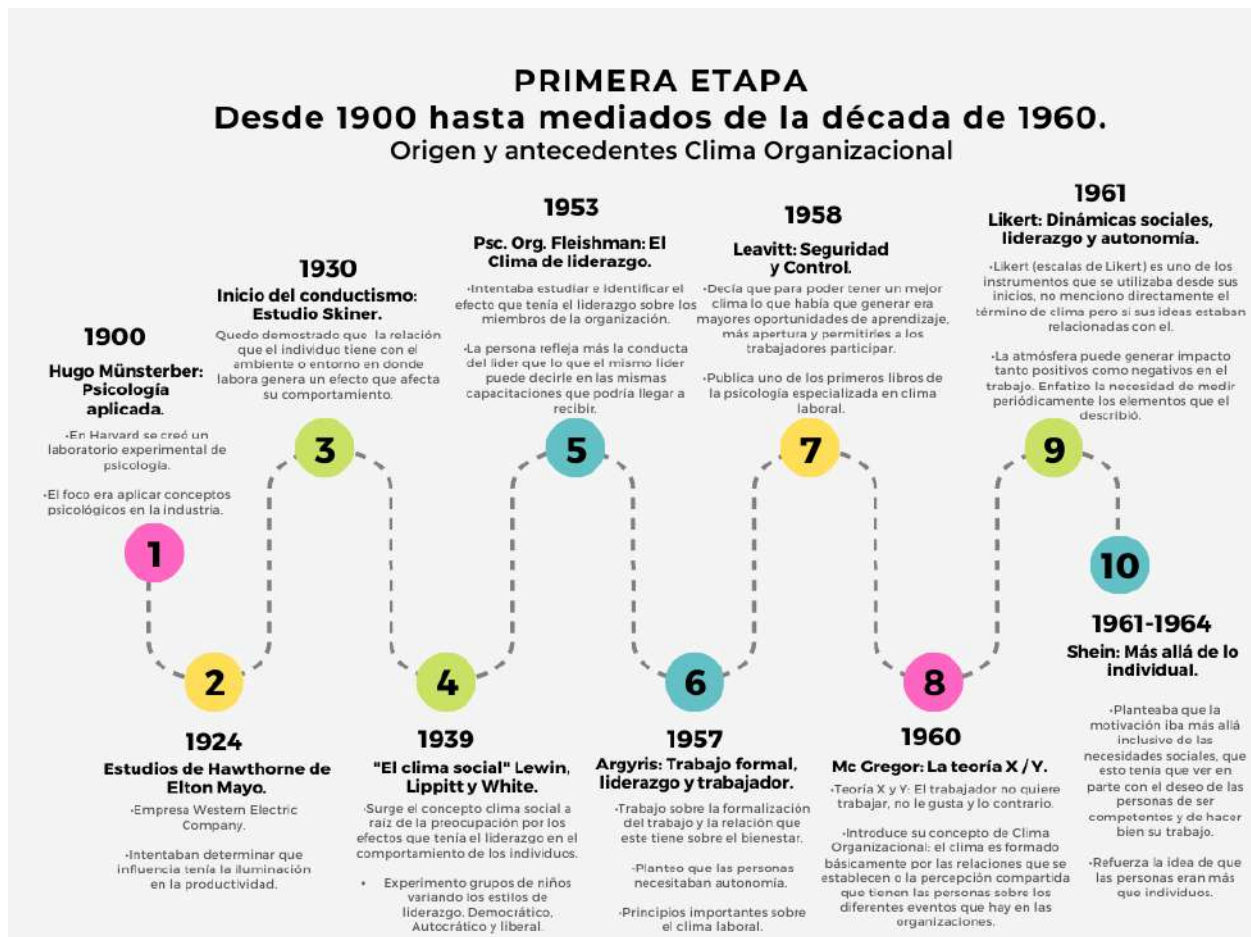 PRIMERA ETAPA
Desde 1900 hasta mediados de la década de 1960.
Origen y antecedentes Clima Organizacional
1900
Hugo Münsterber:
Psicología
aplicada.
•En Harvard se creó un
laboratorio experimental de
psicología.
•El foco era aplicar conceptos
psicológicos en la industria.
1
2
1924
Estudios de Hawthorne de
Elton Mayo.
•Empresa Western Electric
Company.
•Intentaban determinar que
influencia tenía la iluminación
en la productividad.
1930
Inicio del conductismo:
Estudio Skiner.
Quedo demostrado que la relación
que el individuo tiene con el
ambiente o entorno en donde
labora genera un efecto que afecta
su comportamiento.
3
4
1939
"El clima social" Lewin,
Lippitt y White.
•Surge el concepto clima social a
raíz de la preocupación por los
efectos que tenía el liderazgo en el
comportamiento de los individuos.
• Experimento grupos de niños
variando los estilos de
liderazgo. Democrático,
Autocrático y liberal.
1953
Psc. Org. Fleishman: El
Clima de liderazgo.
•Intentaba estudiar e identificar el
efecto que tenía el liderazgo sobre los
miembros de la organización.
•La persona refleja más la conducta
del líder que lo que el mismo líder
puede decirle en las mismas
capacitaciones que podría llegar a
recibir.
5
6
1957
Argyris: Trabajo formal,
liderazgo y trabajador.
•Trabajo sobre la formalización
del trabajo y la relación que
este tiene sobre el bienestar.
•Planteo que las personas
necesitaban autonomía.
•Principios importantes sobre
el clima laboral.
1958
Leavitt: Seguridad
y Control.
•Decía que para poder tener un mejor
clima lo que había que generar era
mayores oportunidades de aprendizaje,
más apertura y permitirles a los
trabajadores participar.
•Publica uno de los primeros libros de
la psicología especializada en clima
laboral.
7
8
1960
Mc Gregor: La teoría X / Y.
•Teoría X y Y: El trabajador no quiere
trabajar, no le gusta y lo contrario.
•Introduce su concepto de Clima
Organizacional: el clima es formado
básicamente por las relaciones que se
establecen o la percepción compartida
que tienen las personas sobre los
diferentes eventos que hay en las
organizaciones.
1961
Likert: Dinámicas sociales,
liderazgo y autonomía.
•Likert (escalas de Likert) es uno de los
instrumentos que se utilizaba desde sus
inicios, no menciono directamente el
término de clima pero si sus ideas estaban
relacionadas con el.
•La atmósfera puede generar impacto
tanto positivos como negativos en el
trabajo. Enfatizo la necesidad de medir
periódicamente los elementos que el
describió.
9
10
1961-1964
Shein: Más allá de lo
individual.
•Planteaba que la
motivación iba más allá
inclusive de las
necesidades sociales, que
esto tenía que ver en
parte con el deseo de las
personas de ser
competentes y de hacer
bien su trabajo.
•Refuerza la idea de que
las personas eran más
que individuos.